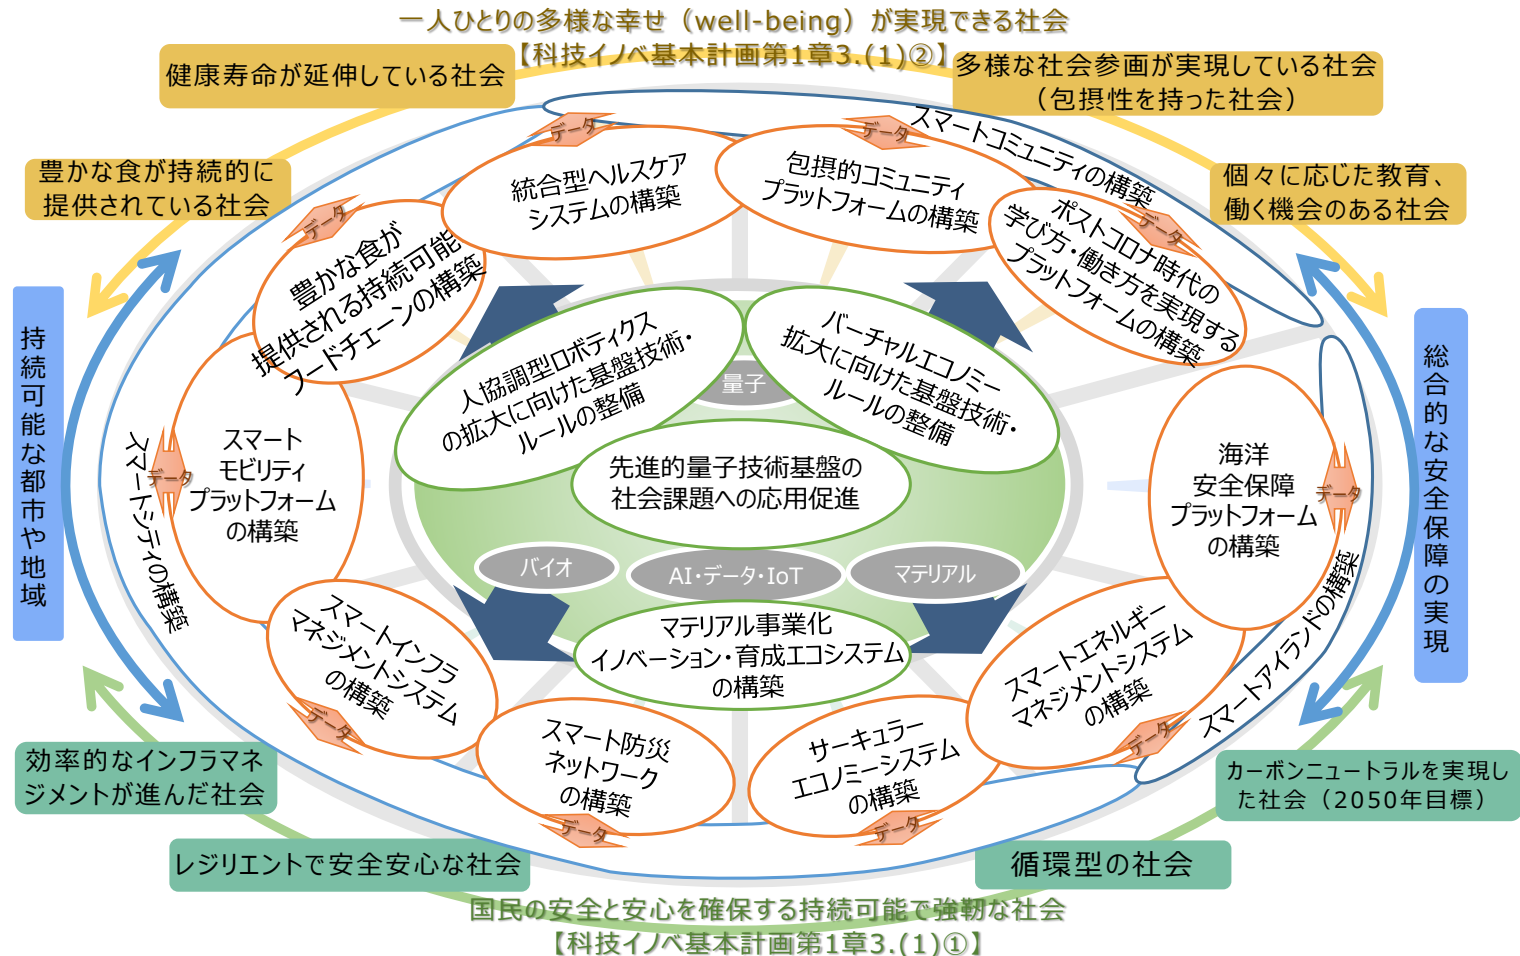 一人ひとりの多様な幸せ（well-being）が実現できる社会
【科技イノベ基本計画第1章3.(1)②】
健康寿命が延伸している社会
多様な社会参画が実現している社会
（包摂性を持った社会）
豊かな食が持続的に
提供されている社会
個々に応じた教育、
働く機会のある社会
スマートコミュニティの構築
データ
統合型ヘルスケア
システムの構築
データ
包摂的コミュニティ
プラットフォームの構築
データ
豊かな食が
提供される持続可能
フードチェーンの構築
データ
ポストコロナ時代の
学び方・働き方を実現する
プラットフォームの構築
持続可能な都市や地域
総合的な安全保障の実現
人協調型ロボティクス
の拡大に向けた基盤技術・
ルールの整備
バーチャルエコノミー
拡大に向けた基盤技術・
ルールの整備
量子
先進的量子技術基盤の
社会課題への応用促進
スマートシティの構築
データ
スマート
モビリティ
プラットフォーム
の構築
海洋
安全保障
プラットフォーム
の構築
データ
スマートアイランドの構築
バイオ
AI・データ・IoT
マテリアル
マテリアル事業化
イノベーション・育成エコシステム
の構築
スマートインフラ
マネジメントシステム
の構築
データ
スマートエネルギー
マネジメントシステム
の構築
データ
スマート防災
ネットワーク
の構築
データ
サーキュラー
エコノミーシステム
の構築
データ
効率的なインフラマネ
ジメントが進んだ社会
カーボンニュートラルを実現し
た社会（2050年目標）
レジリエントで安全安心な社会
循環型の社会
国民の安全と安心を確保する持続可能で強靭な社会
【科技イノベ基本計画第1章3.(1)①】